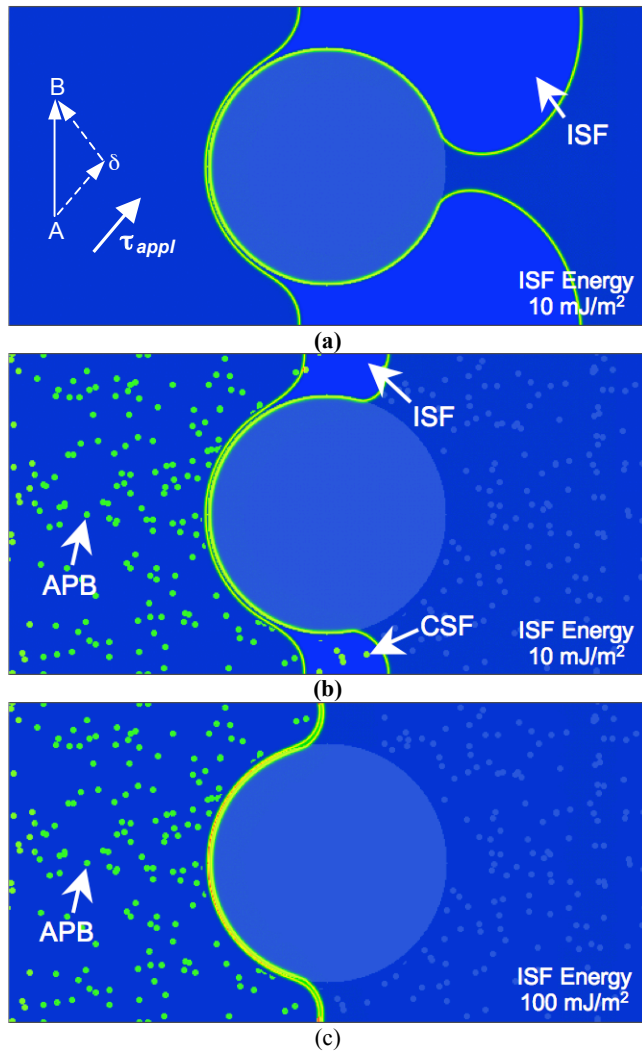 B
δ
A
τappl
ISF
ISF Energy
10 mJ/m²
(a)
ISF
APB
CSF
ISF Energy
10 mJ/m²
(b)
APB
ISF Energy
100 mJ/m²
(c)